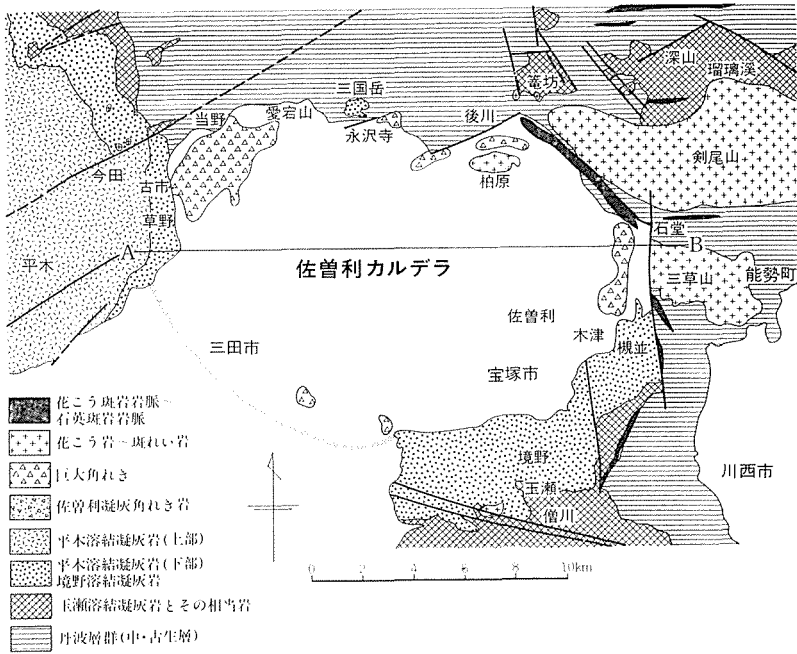 深山
瑠璃溪
篭坊
三国岳
後川
当野
愛宕山
永沢寺
剣尾山
今田
古市
柏原
草野
石堂
A
B
平木
佐曽利カルデラ
三草山
能勢町
佐曽利
木津
三田市
槻並
宝塚市
境野
川西市
玉瀬
僧川
花こう斑岩岩脈~
石英斑岩岩脈
花こう岩~斑れい岩
巨大角れき
佐曽利凝灰角れき岩
平木溶結凝灰岩(上部)
平木溶結凝灰岩(下部)
境野溶結凝灰岩
玉瀬溶結凝灰岩とその相当岩
丹波層群(中・古生層)
0 2 4 6 8 10km